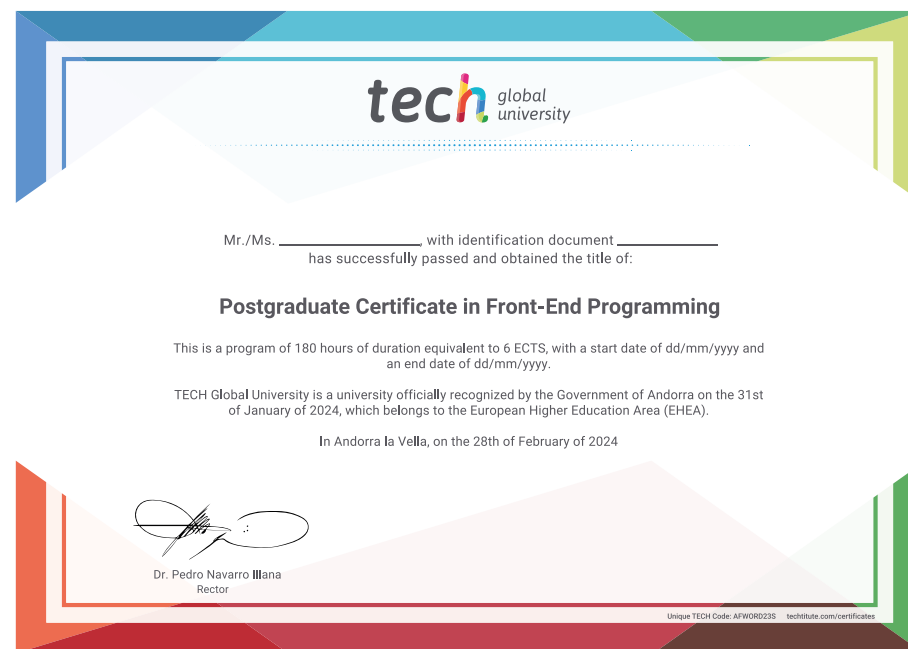 tech global
university
Mr./Ms. ____________________, with identification document ______________
has successfully passed and obtained the title of:
Postgraduate Certificate in Front-End Programming
This is a program of 180 hours of duration equivalent to 6 ECTS, with a start date of dd/mm/yyyy and
an end date of dd/mm/yyyy.
TECH Global University is a university officially recognized by the Government of Andorra on the 31st
of January of 2024, which belongs to the European Higher Education Area (EHEA).
In Andorra la Vella, on the 28th of February of 2024
Dr. Pedro Navarro Illana
Rector
Unique TECH Code: AFWORD23S techtitute.com/certificates